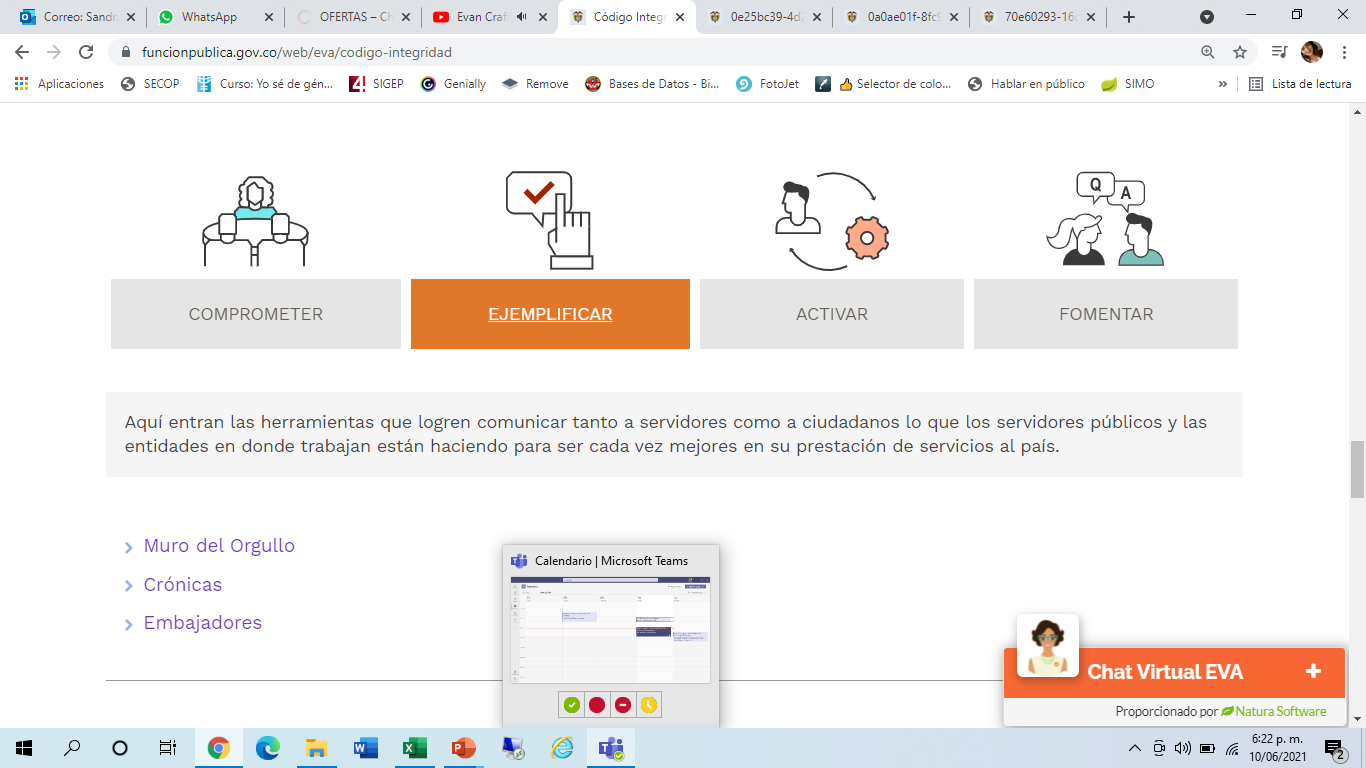 Correo: Sandr
WhatsApp
OFERTAS – Ch
Evan Craf
Código Integr
0e25bc39-4d2
0a0ae01f-8fc9
70e60293-16c
funcionpublica.gov.co/web/eva/codigo-integridad
Aplicaciones
SECOP
Curso: Yo sé de gén...
SIGEP
Genially
Remove
Bases de Datos - Bi...
FotoJet
Selector de colo...
Hablar en público
SIMO
»
Lista de lectura
Q
A
COMPROMETER
EJEMPLIFICAR
ACTIVAR
FOMENTAR
Aquí entran las herramientas que logren comunicar tanto a servidores como a ciudadanos lo que los servidores públicos y las
entidades en donde trabajan están haciendo para ser cada vez mejores en su prestación de servicios al país.
Muro del Orgullo
Crónicas
Embajadores
Calendario | Microsoft Teams
Chat Virtual EVA
+
Proporcionado por Natura Software
6:22 p. m.
10/06/2021
2